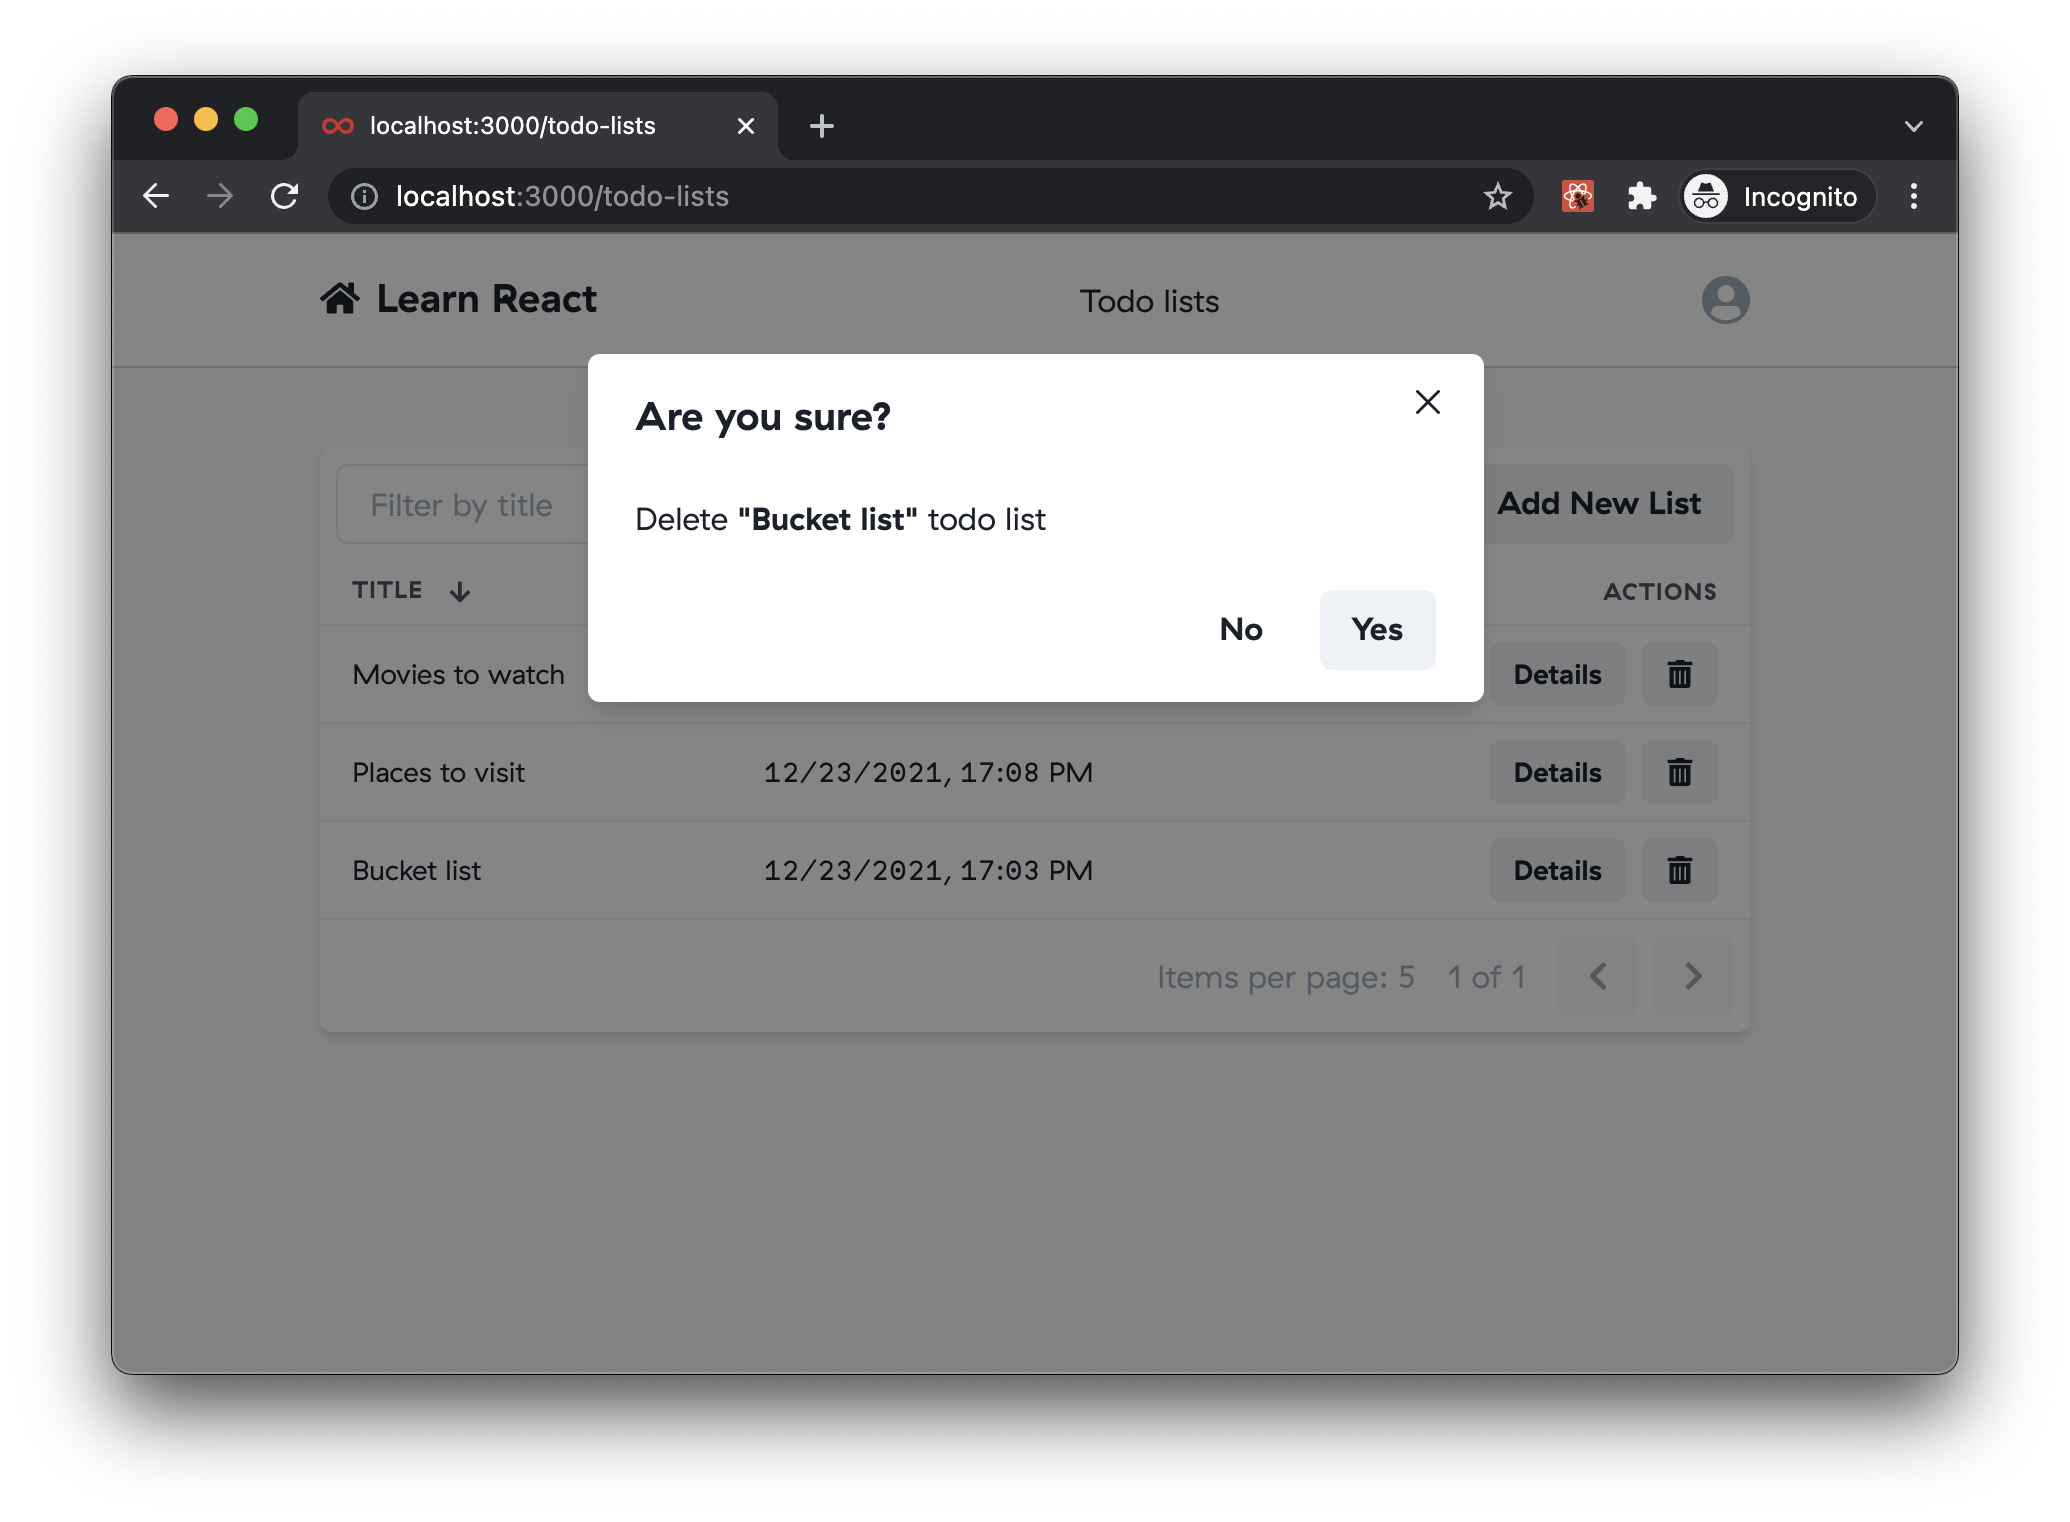 localhost:3000/todo-lists
localhost:3000/todo-lists
Incognito
Learn React
Todo lists
Are you sure?
Delete "Bucket list" todo list
No
Yes
Filter by title
Add New List
TITLE
ACTIONS
Movies to watch
Details
Places to visit
12/23/2021, 17:08 PM
Details
Bucket list
12/23/2021, 17:03 PM
Details
Items per page: 5
1 of 1